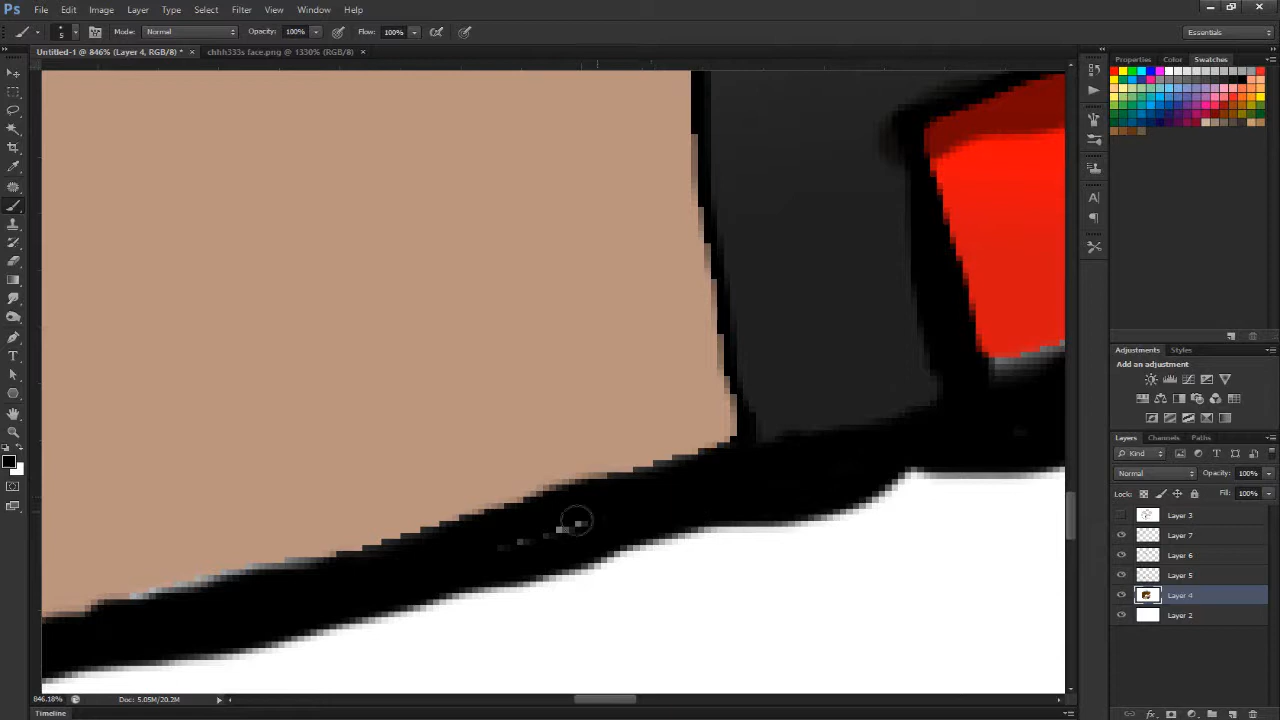 Ps File Edit Image Layer Type Select Filter View Window Help
5 Mode: Normal Opacity: 100% Flow: 100% Essentials
Untitled-1 @ 846% (Layer 4, RGB/8) * × chhh333s face.png @ 1330% (RGB/8) ×
Properties Color Swatches
Adjustments Styles
Add an adjustment
Layers Channels Paths
Kind
Normal Opacity: 100%
Lock: Fill: 100%
Layer 3
Layer 7
Layer 6
Layer 5
Layer 4
Layer 2
846.18% Doc: 5.05M/20.2M
Timeline